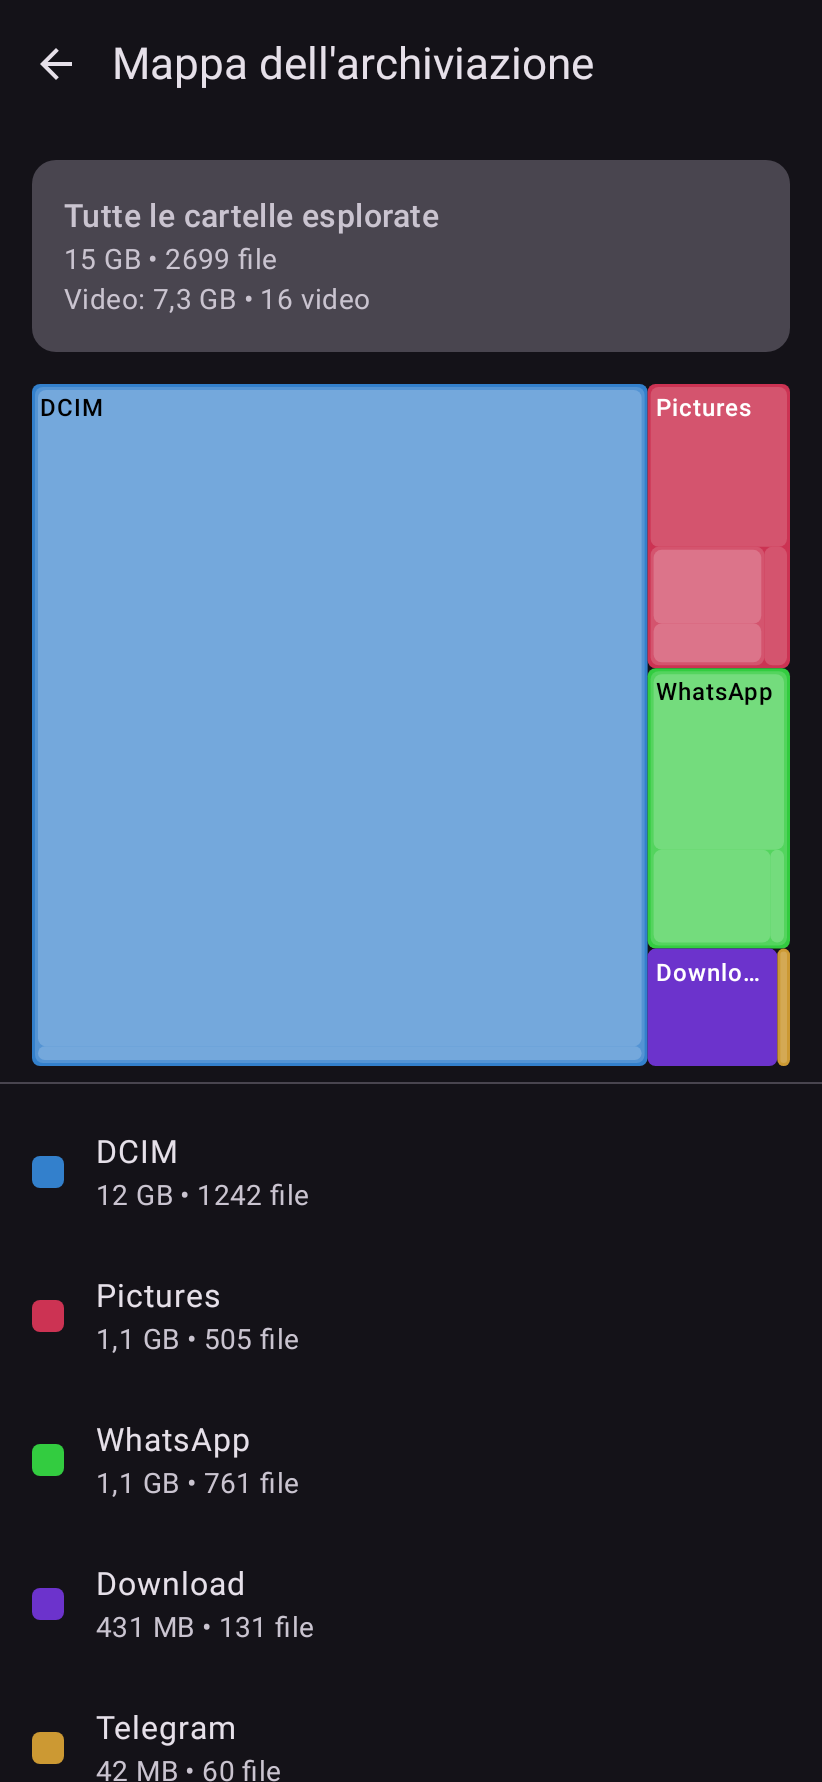 Mappa dell'archiviazione
Tutte le cartelle esplorate
15 GB • 2699 file
Video: 7,3 GB • 16 video
DCIM
Pictures
WhatsApp
Downlo…
DCIM
12 GB • 1242 file
Pictures
1,1 GB • 505 file
WhatsApp
1,1 GB • 761 file
Download
431 MB • 131 file
Telegram
42 MB • 60 file